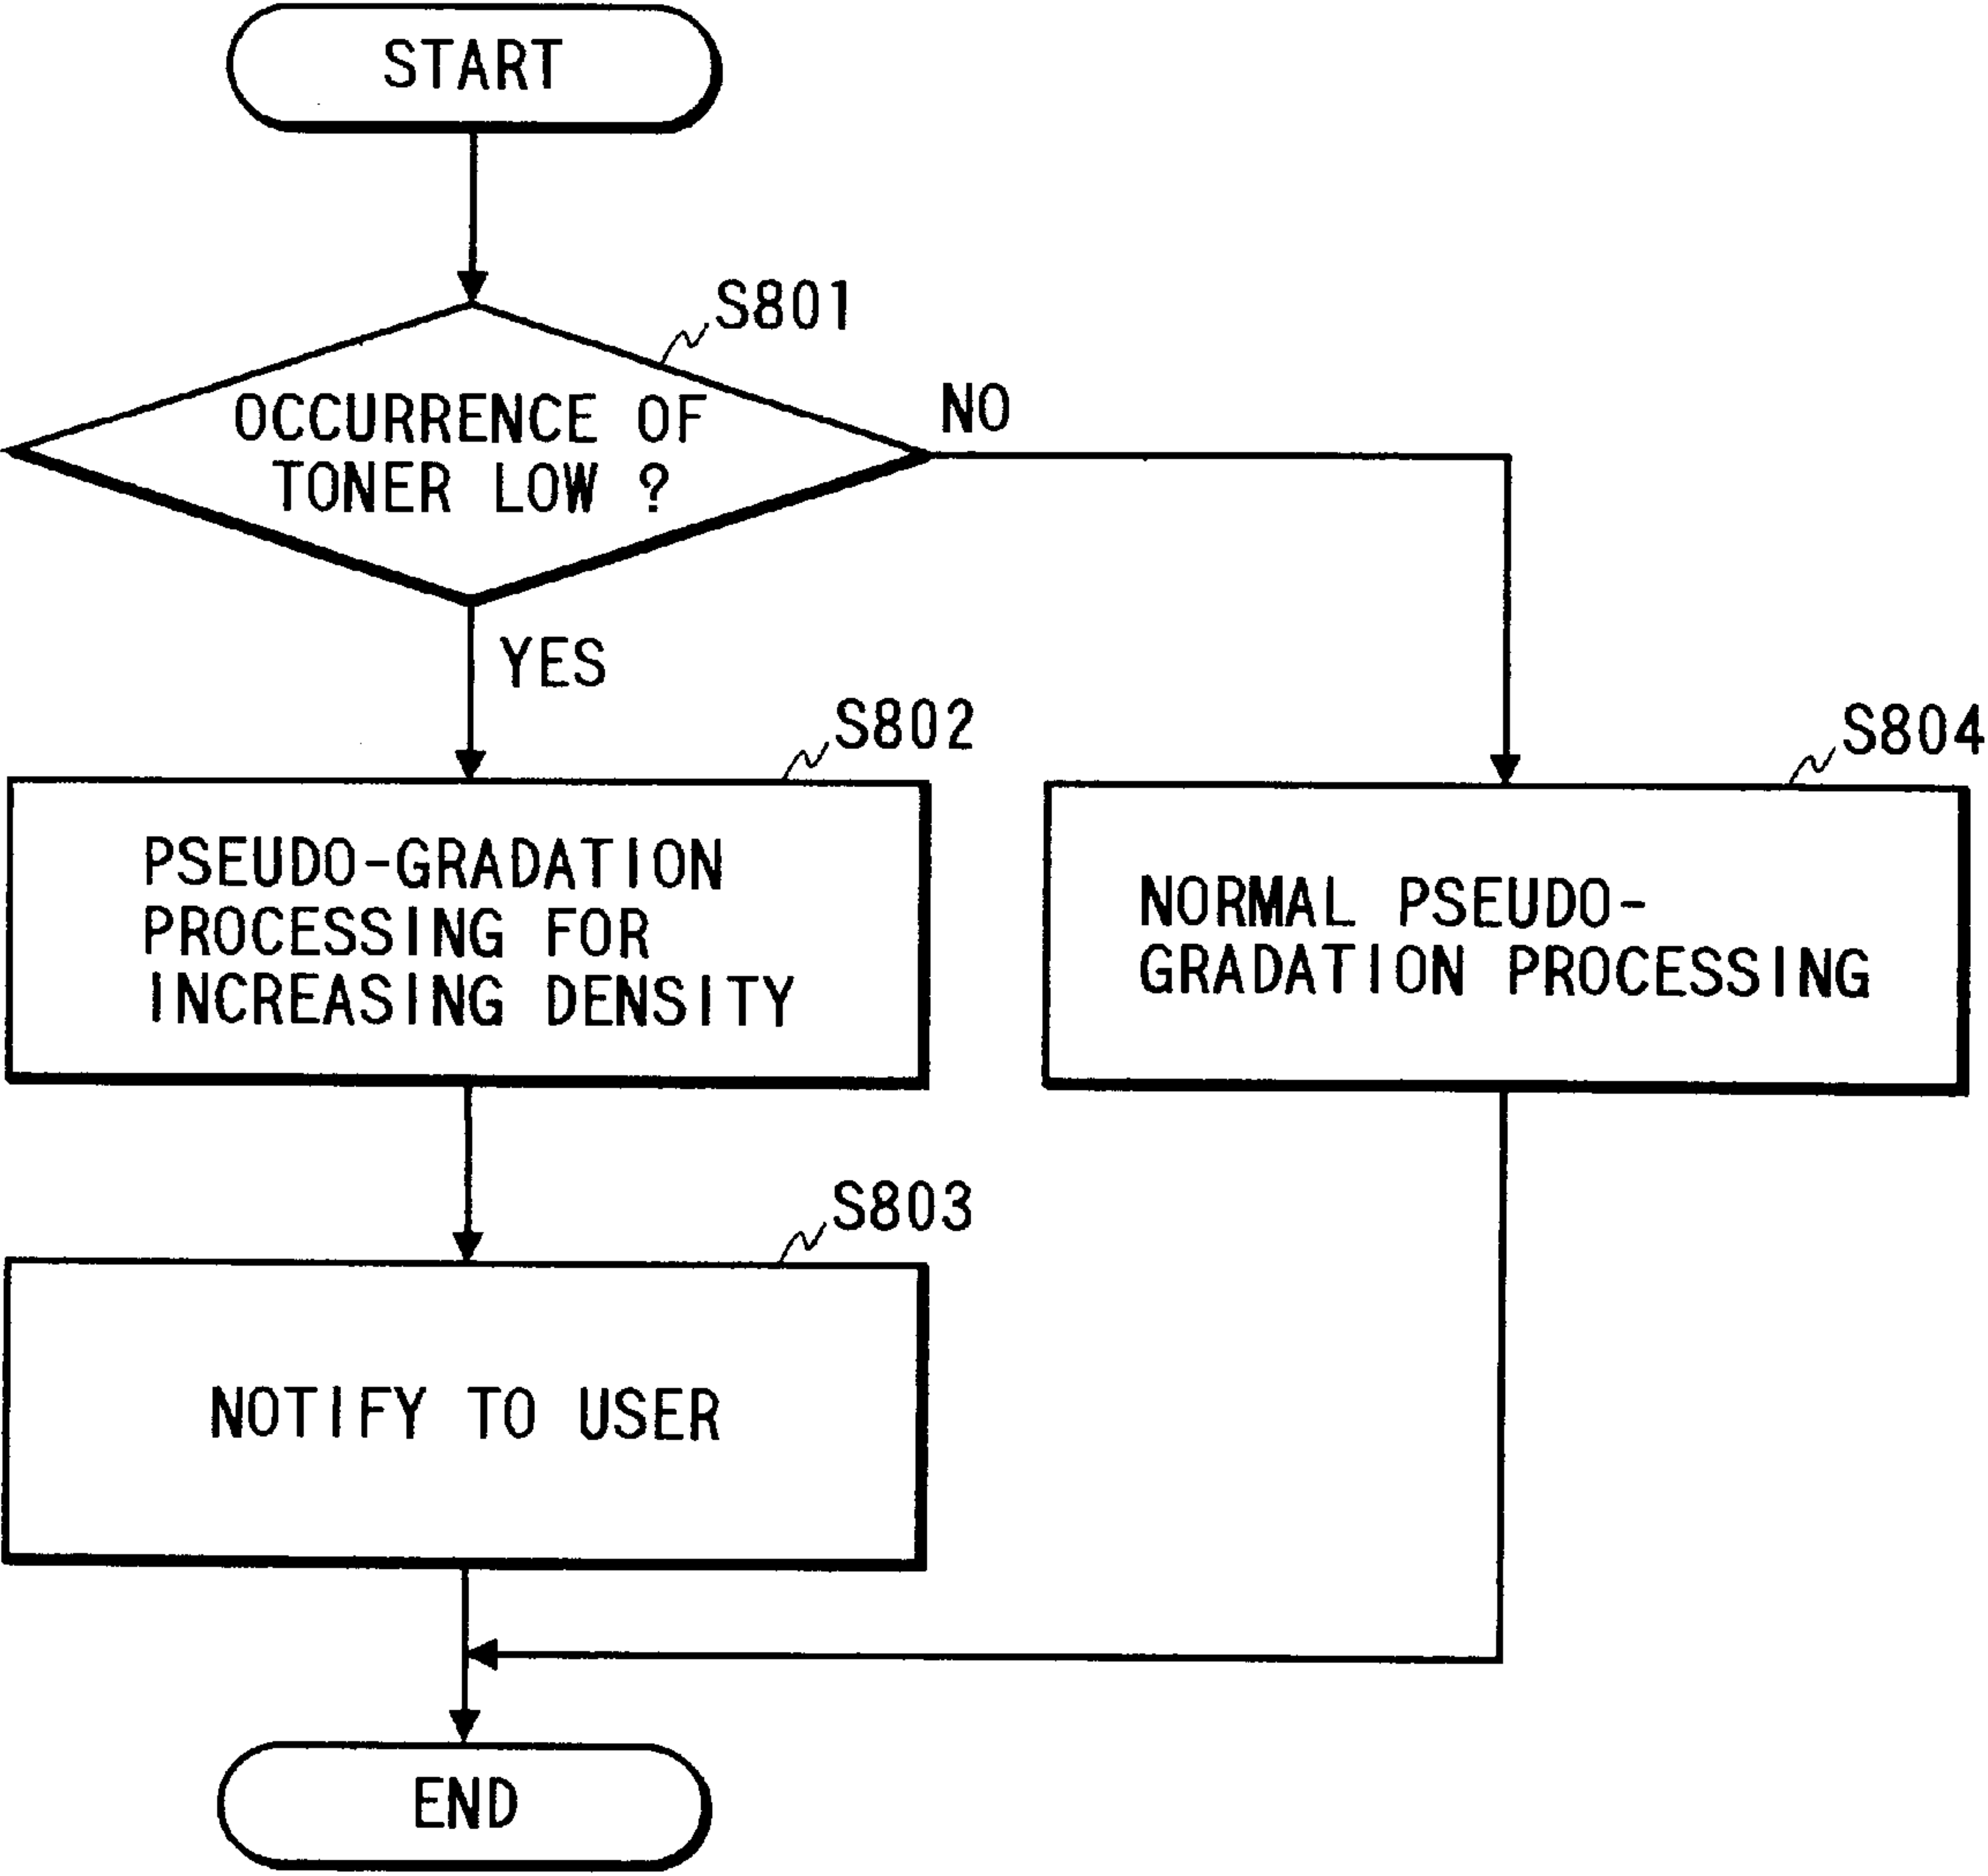 START
S801
OCCURRENCE OF
TONER LOW ?
NO
YES
S802
PSEUDO-GRADATION
PROCESSING FOR
INCREASING DENSITY
S804
NORMAL PSEUDO-
GRADATION PROCESSING
S803
NOTIFY TO USER
END